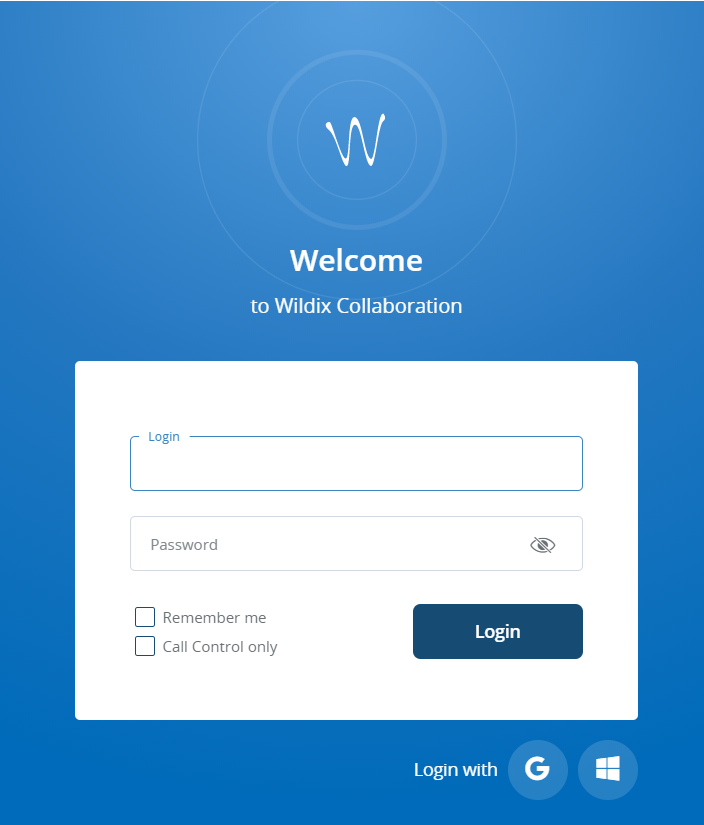 W
Welcome
to Wildix Collaboration
Login
Password
Remember me
Call Control only
Login
Login with G